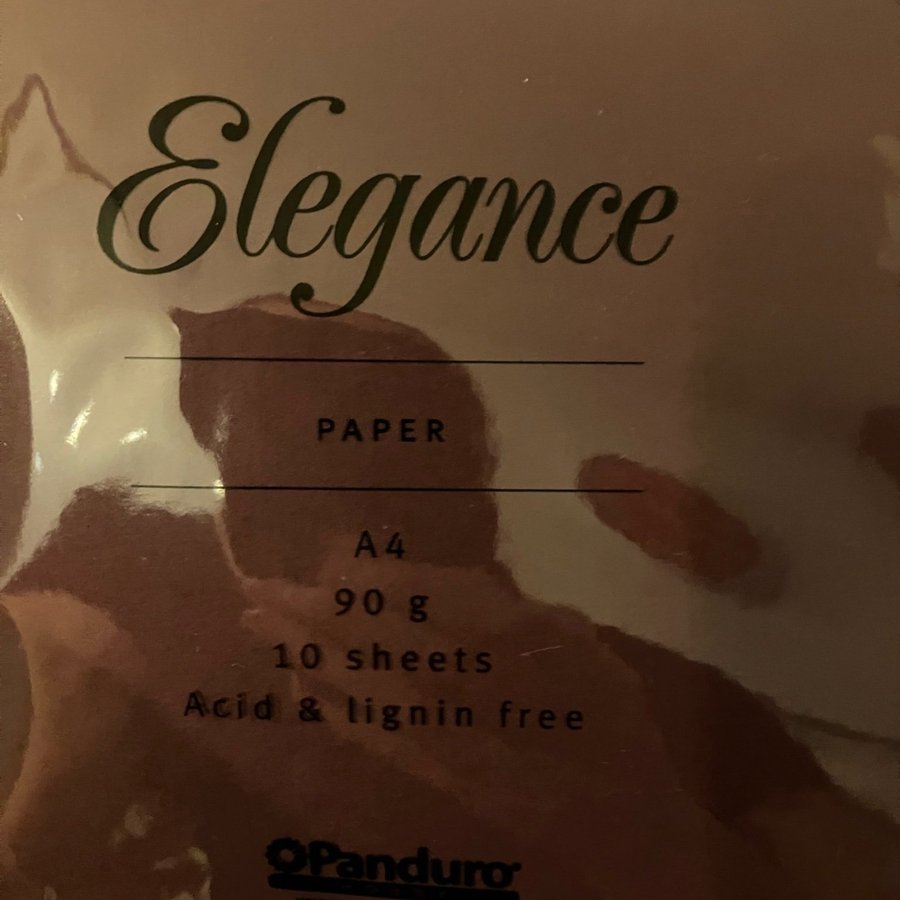 Elegance
PAPER
A4
90 g
10 sheets
Acid & lignin free
Panduro